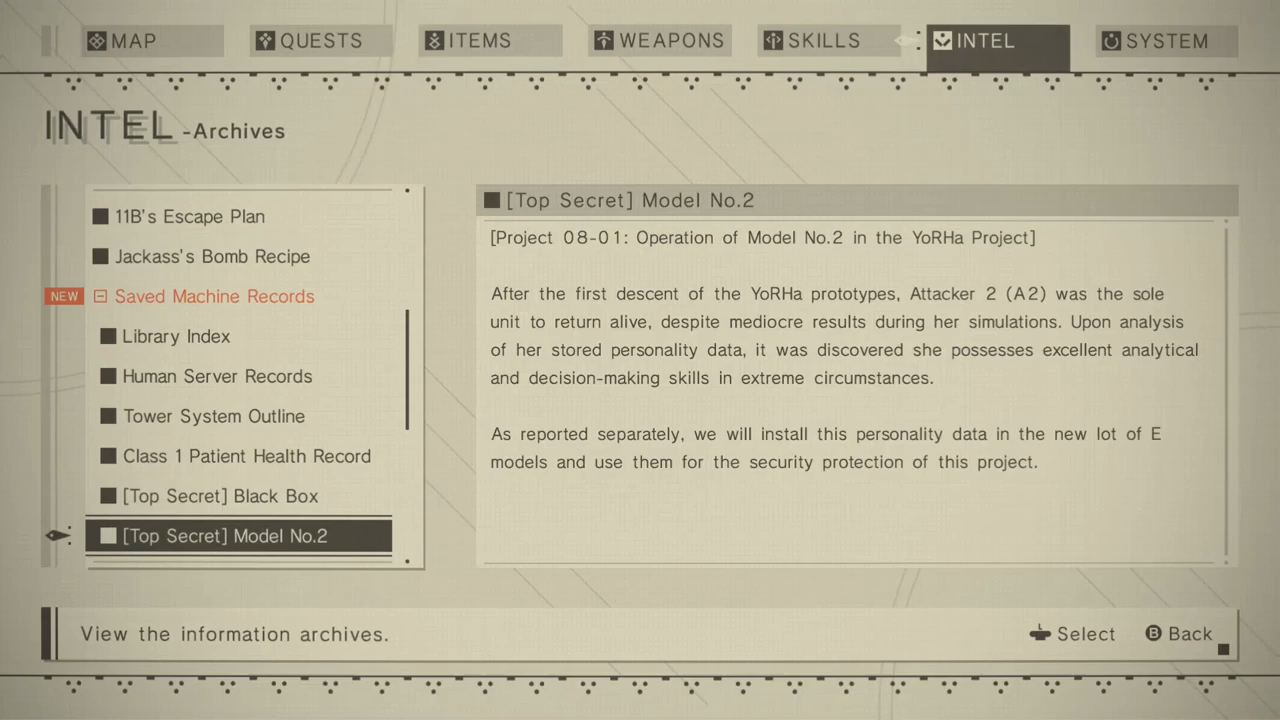 MAP
QUESTS
ITEMS
WEAPONS
SKILLS
INTEL
SYSTEM
INTEL -Archives
11B's Escape Plan
Jackass's Bomb Recipe
NEW Saved Machine Records
Library Index
Human Server Records
Tower System Outline
Class 1 Patient Health Record
[Top Secret] Black Box
[Top Secret] Model No.2
[Top Secret] Model No.2
[Project 08-01: Operation of Model No.2 in the YoRHa Project]
After the first descent of the YoRHa prototypes, Attacker 2 (A2) was the sole
unit to return alive, despite mediocre results during her simulations. Upon analysis
of her stored personality data, it was discovered she possesses excellent analytical
and decision-making skills in extreme circumstances.
As reported separately, we will install this personality data in the new lot of E
models and use them for the security protection of this project.
View the information archives.
L Select
B Back